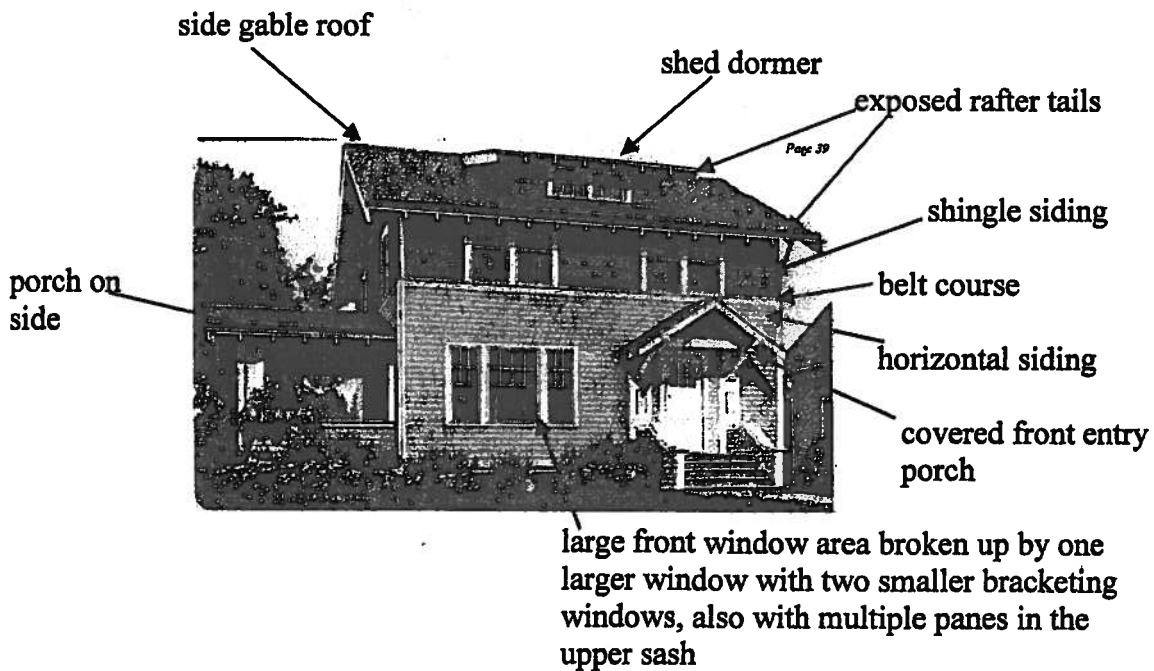 side gable roof
shed dormer
exposed rafter tails
Page 39
shingle siding
porch on
side
belt course
horizontal siding
covered front entry
porch
large front window area broken up by one
larger window with two smaller bracketing
windows, also with multiple panes in the
upper sash